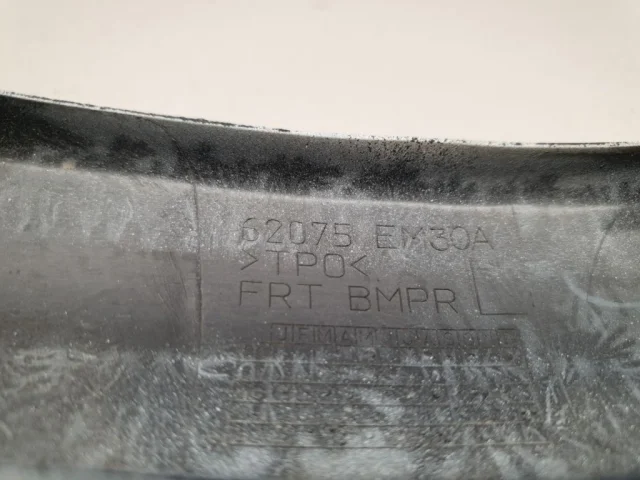 62075 EM30A
>TPO<
FRT BMPR L
J F M A M J J A S O N D